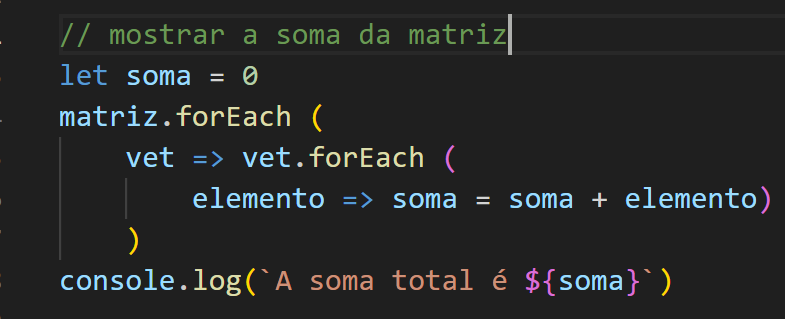 // mostrar a soma da matriz
let soma = 0
matriz.forEach (
    vet => vet.forEach (
        elemento => soma = soma + elemento)
    )
console.log(`A soma total é ${soma}`)